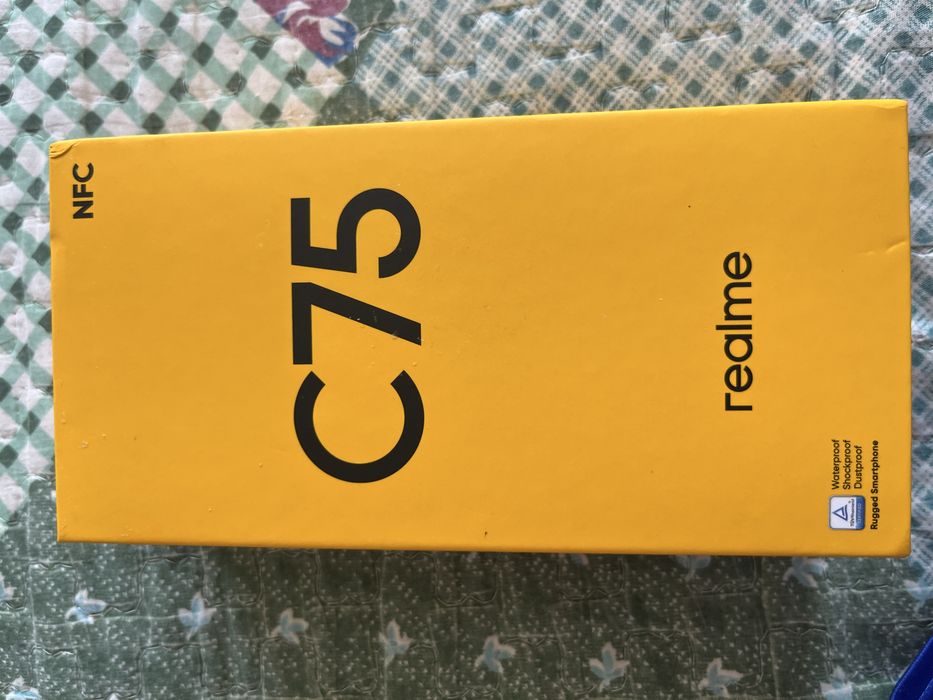 NFC
C75
realme
Waterproof
Shockproof
Dustproof
Rugged Smartphone